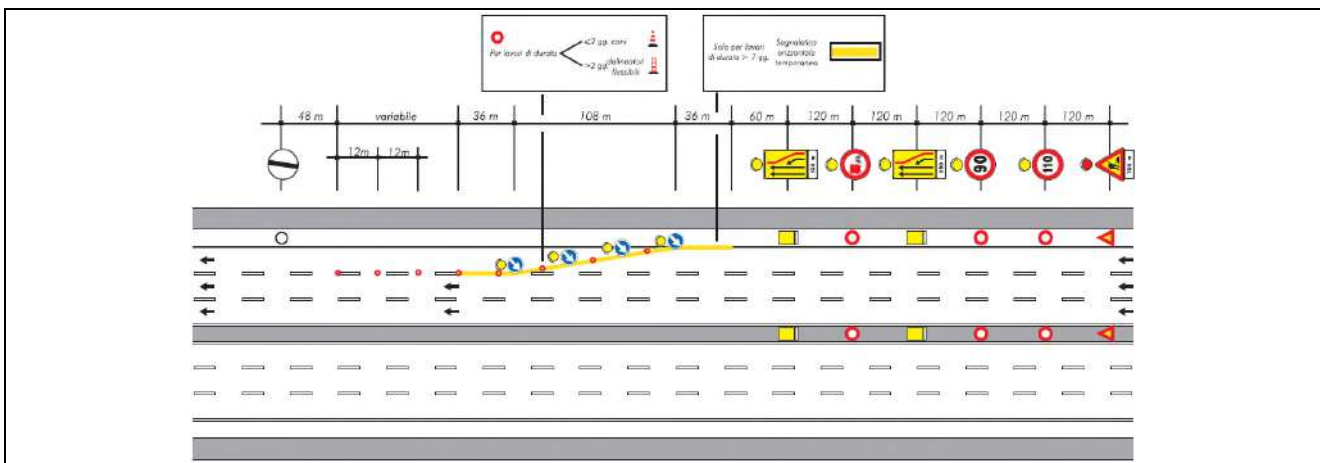 Per lavori di durata
<2 gg. coni
>2 gg. delineatori
flessibili
Solo per lavori
di durata > 7 gg.
Segnaletica
orizzontale
temporanea
48 m
variabile
36 m
108 m
36 m
60 m
120 m
120 m
120 m
120 m
120 m
12m
12m
90
110